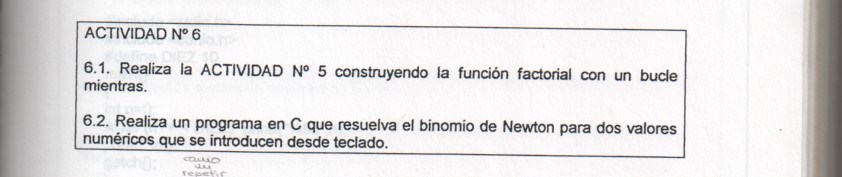 ACTIVIDAD Nº 6
6.1. Realiza la ACTIVIDAD Nº 5 construyendo la función factorial con un bucle
mientras.
6.2. Realiza un programa en C que resuelva el binomio de Newton para dos valores
numéricos que se introducen desde teclado.
getch();
como
un
repetir